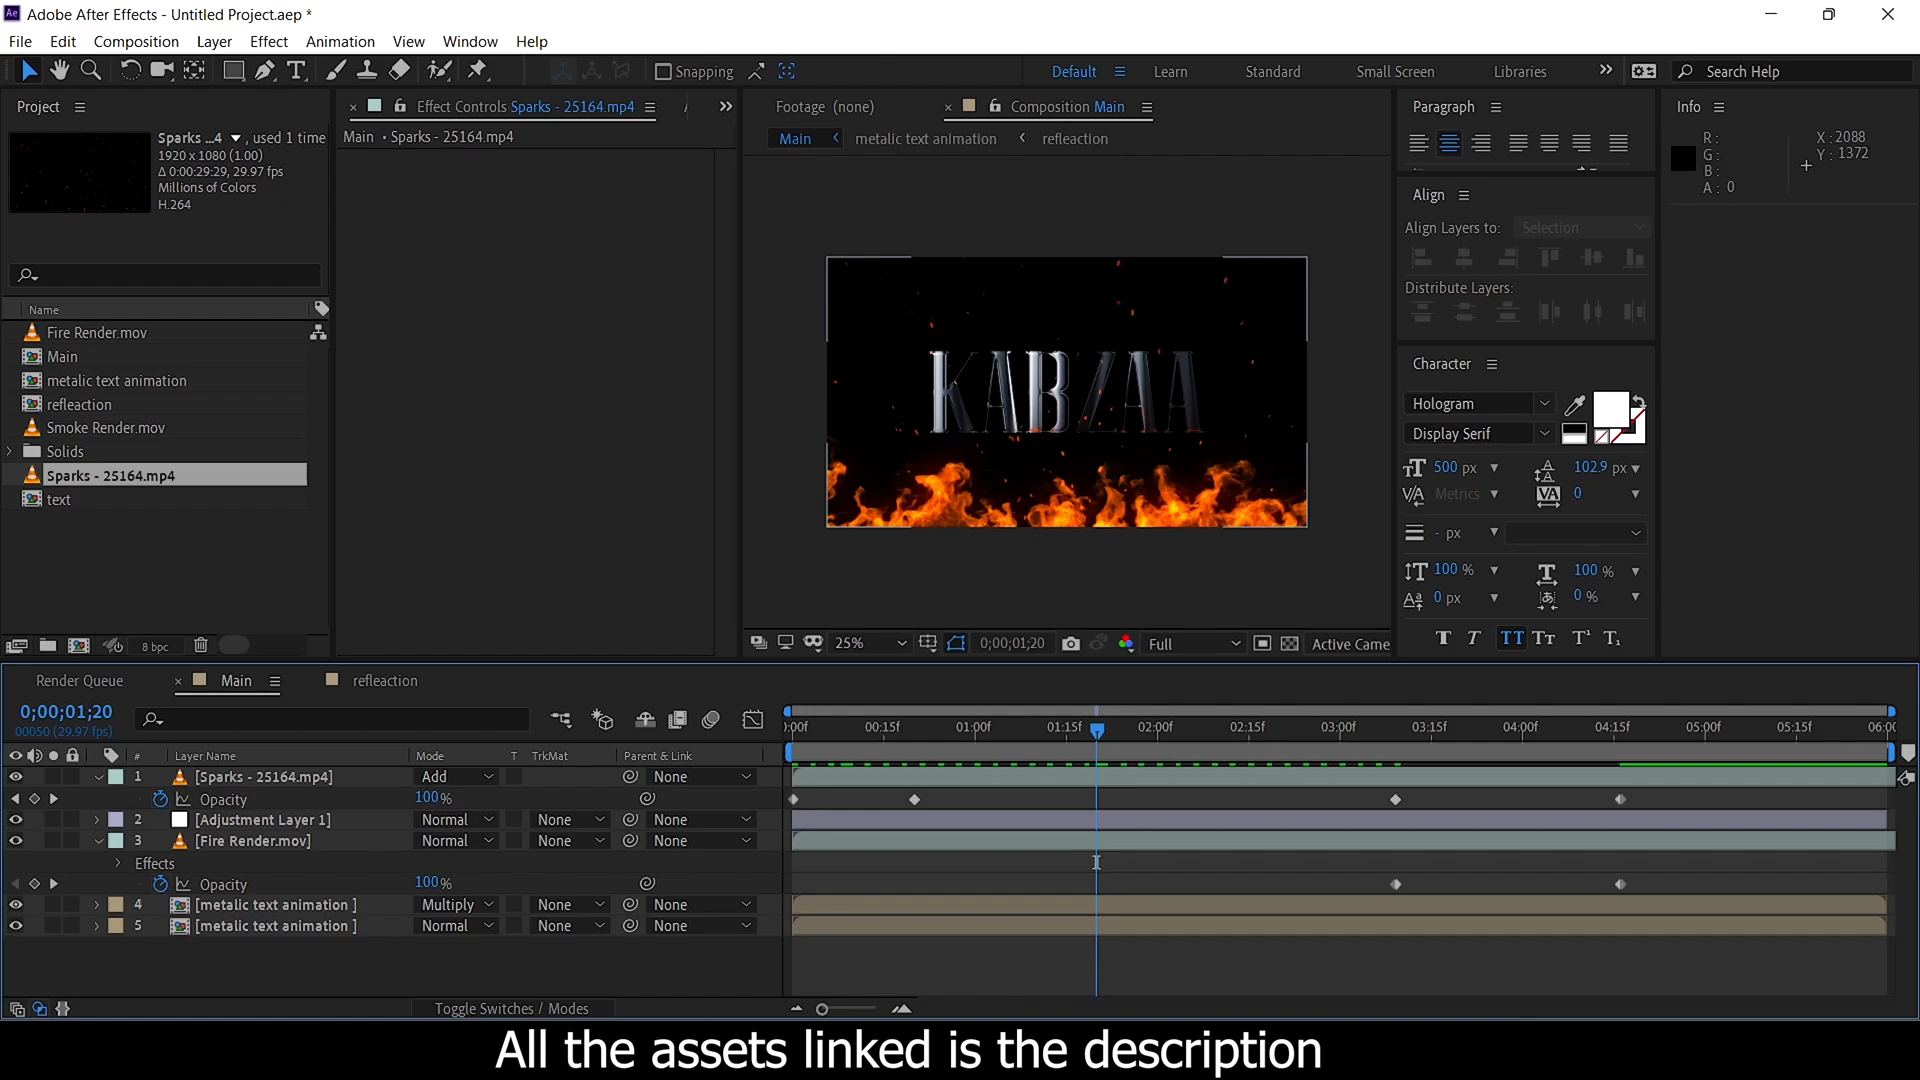 Adobe After Effects - Untitled Project.aep *
File Edit Composition Layer Effect Animation View Window Help
Snapping
Default Learn Standard Small Screen Libraries Search Help
Project
Sparks ...4 , used 1 time
1920 x 1080 (1.00)
Δ 0:00:29:29, 29.97 fps
Millions of Colors
H.264
Name
Fire Render.mov
Main
metalic text animation
refleaction
Smoke Render.mov
Solids
Sparks - 25164.mp4
text
8 bpc
Effect Controls Sparks - 25164.mp4
Main • Sparks - 25164.mp4
Footage (none) Composition Main
Main metalic text animation refleaction
KABZAA
25% 0;00;01;20 Full Active Came
Paragraph
Align
Align Layers to: Selection
Distribute Layers:
Character
Hologram
Display Serif
500 px 102.9 px
Metrics 0
- px
100 % 100 %
0 px 0 %
T T TT Tr T¹ T₁
Info
R : X : 2088
G : Y : 1372
B :
A : 0
Render Queue Main refleaction
0;00;01;20
00050 (29.97 fps)
):00f 00:15f 01:00f 01:15f 02:00f 02:15f 03:00f 03:15f 04:00f 04:15f 05:00f 05:15f 06:00
# Layer Name Mode T TrkMat Parent & Link
1 [Sparks - 25164.mp4] Add None
Opacity 100%
2 [Adjustment Layer 1] Normal None None
3 [Fire Render.mov] Normal None None
Effects
Opacity 100%
4 [metalic text animation ] Multiply None None
5 [metalic text animation ] Normal None None
Toggle Switches / Modes
All the assets linked is the description